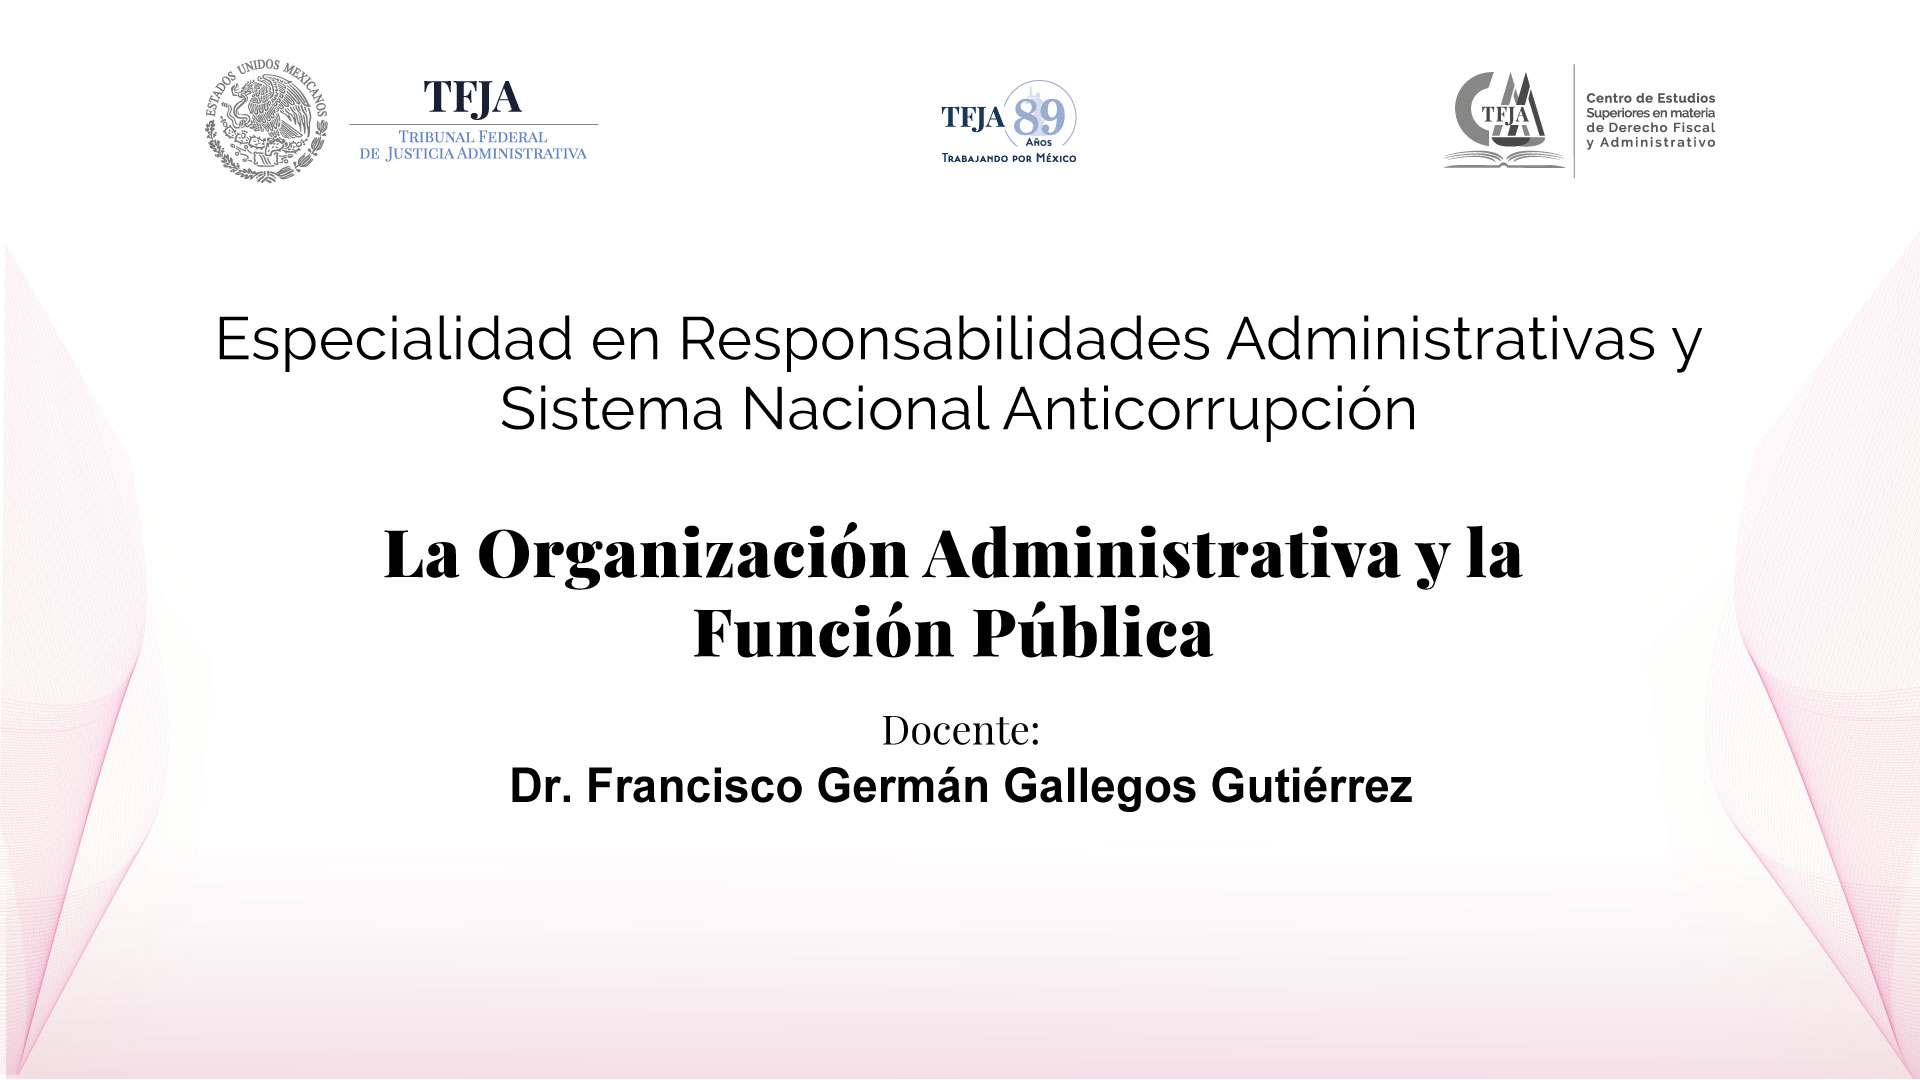 ESTADOS UNIDOS MEXICANOS
TFJA
TRIBUNAL FEDERAL
DE JUSTICIA ADMINISTRATIVA
TFJA 89
AÑOS
TRABAJANDO POR MÉXICO
TFJA
Centro de Estudios
Superiores en materia
de Derecho Fiscal
y Administrativo
Especialidad en Responsabilidades Administrativas y
Sistema Nacional Anticorrupción
La Organización Administrativa y la
Función Pública
Docente:
Dr. Francisco Germán Gallegos Gutiérrez